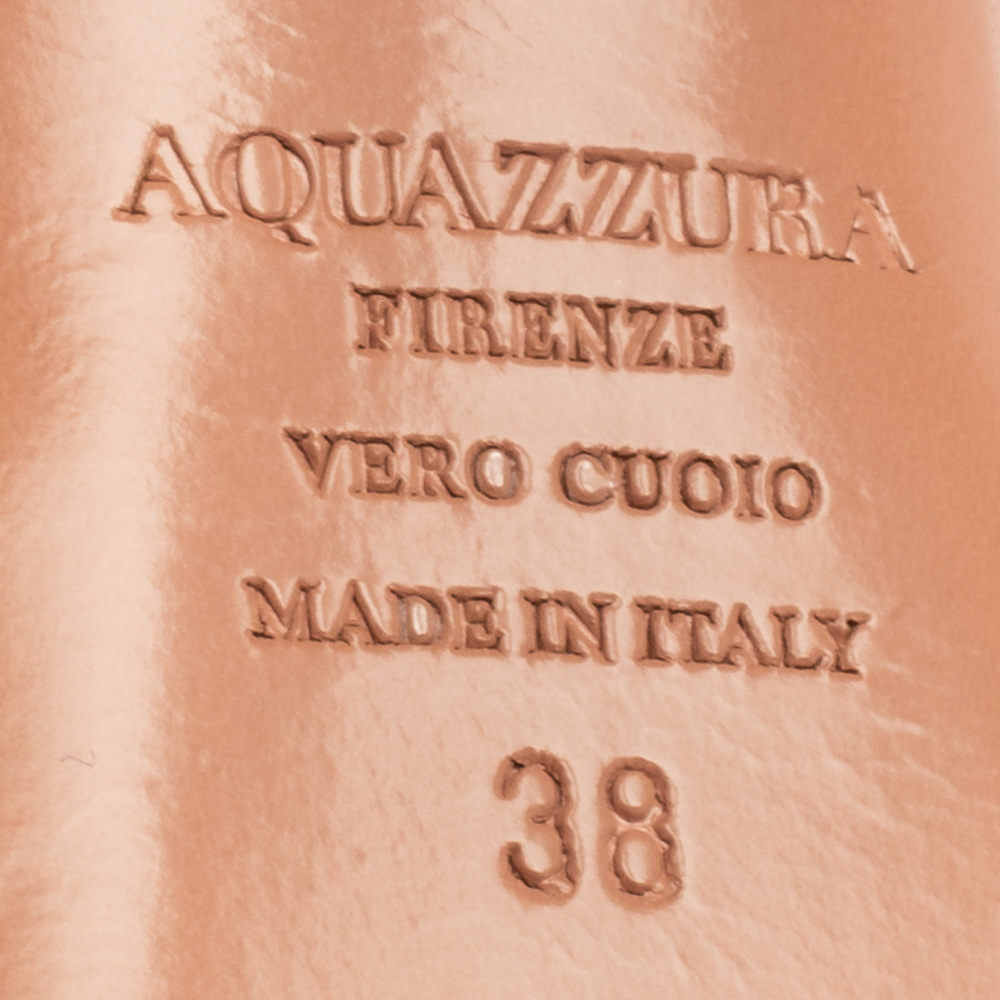 AQUAZZURA
FIRENZE
VERO CUOIO
MADE IN ITALY
38